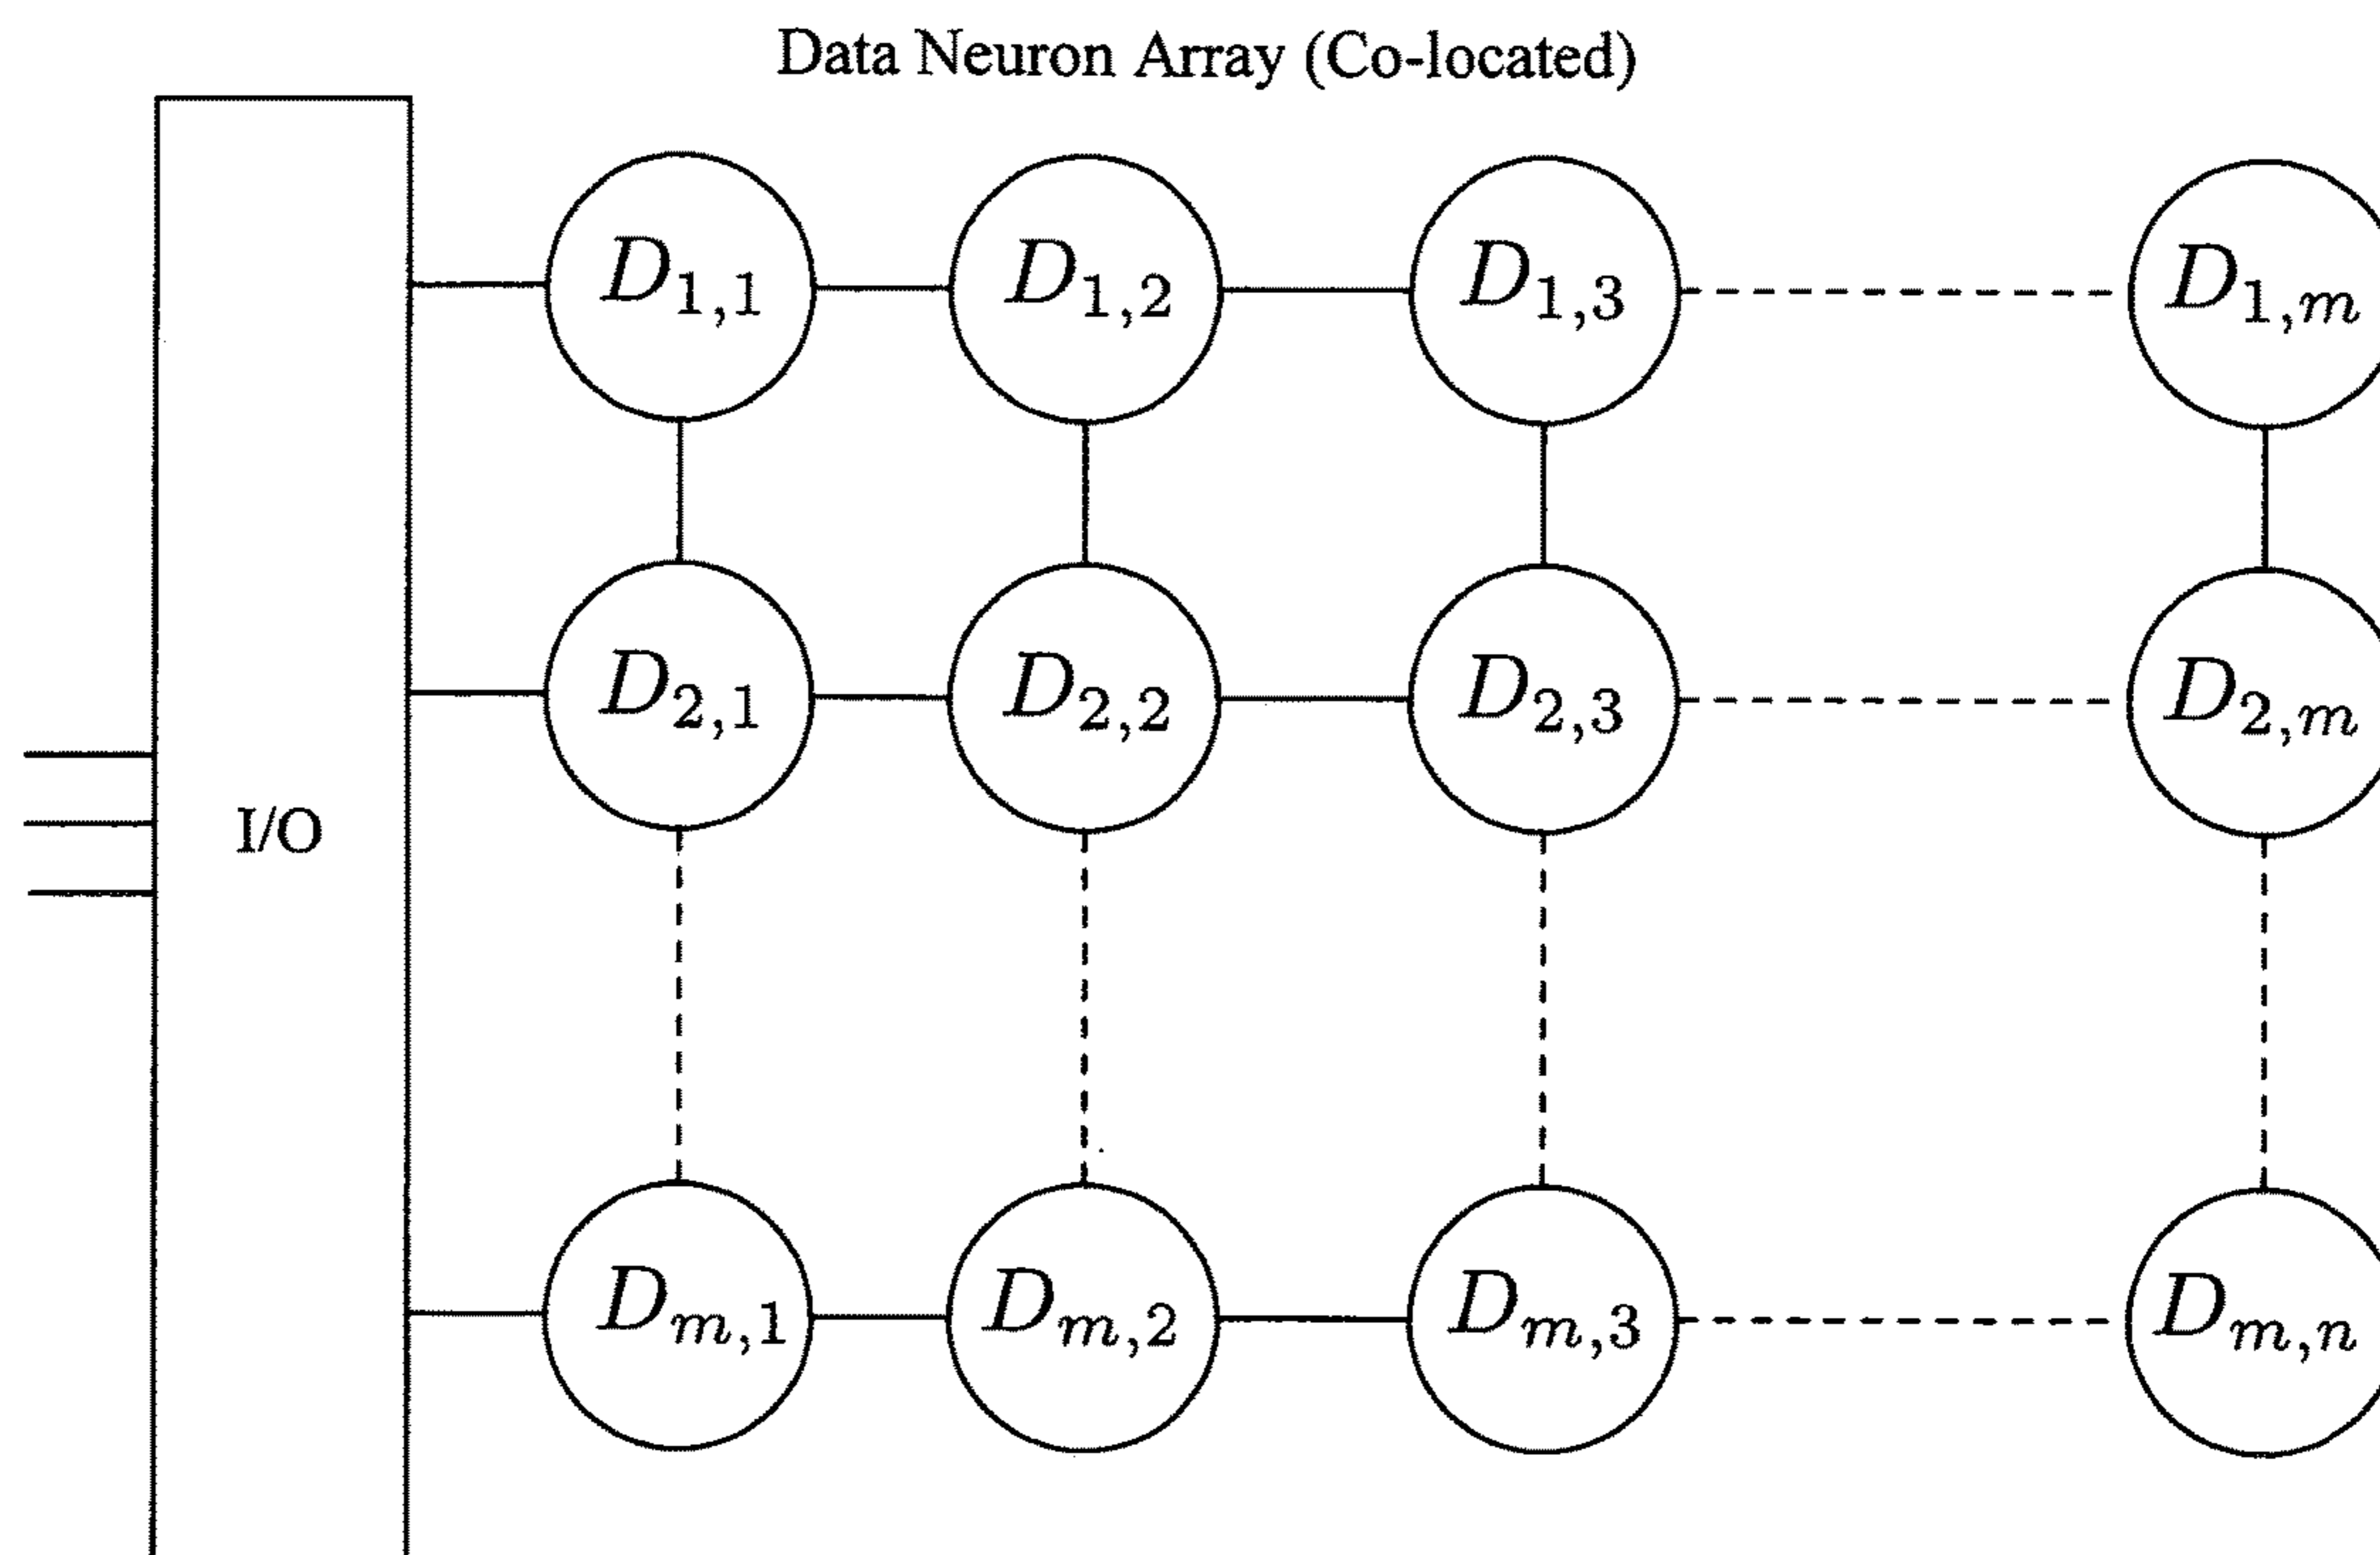 Data Neuron Array (Co-located)
D1,1 D1,2 D1,3 D1,m
D2,1 D2,2 D2,3 D2,m
I/O
Dm,1 Dm,2 Dm,3 Dm,n